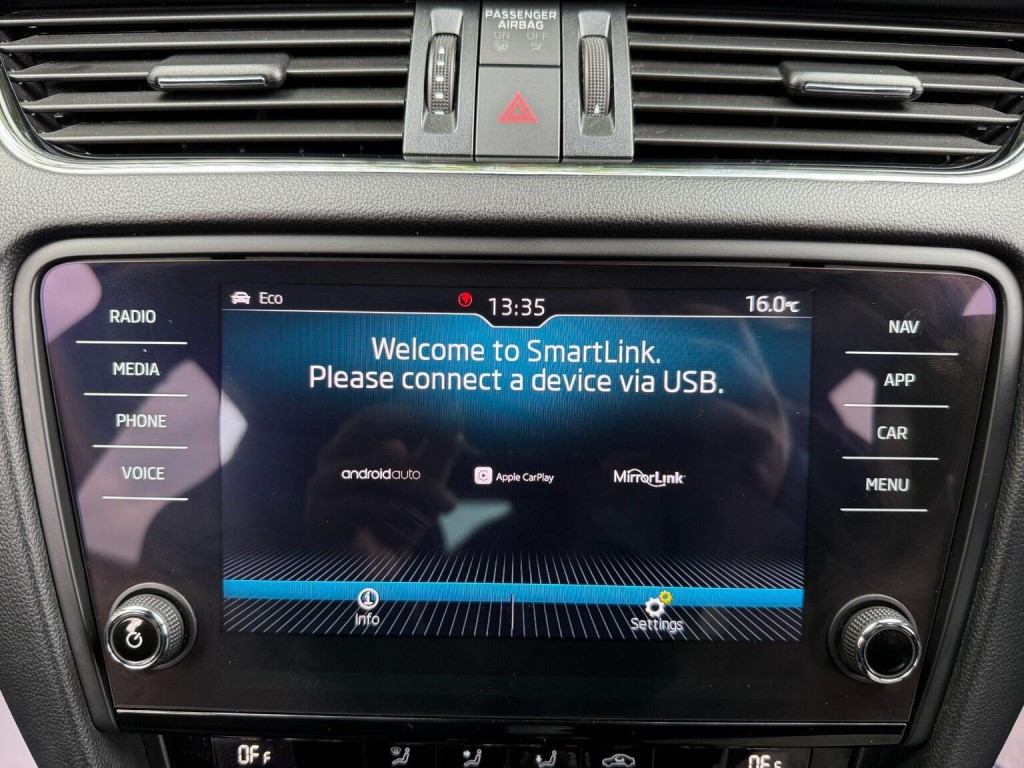 PASSENGER
AIRBAG
ON OFF
Eco 13:35 16.0°C
Welcome to SmartLink.
Please connect a device via USB.
androidauto Apple CarPlay MirrorLink
RADIO
MEDIA
PHONE
VOICE
NAV
APP
CAR
MENU
Info Settings
OFF OFF